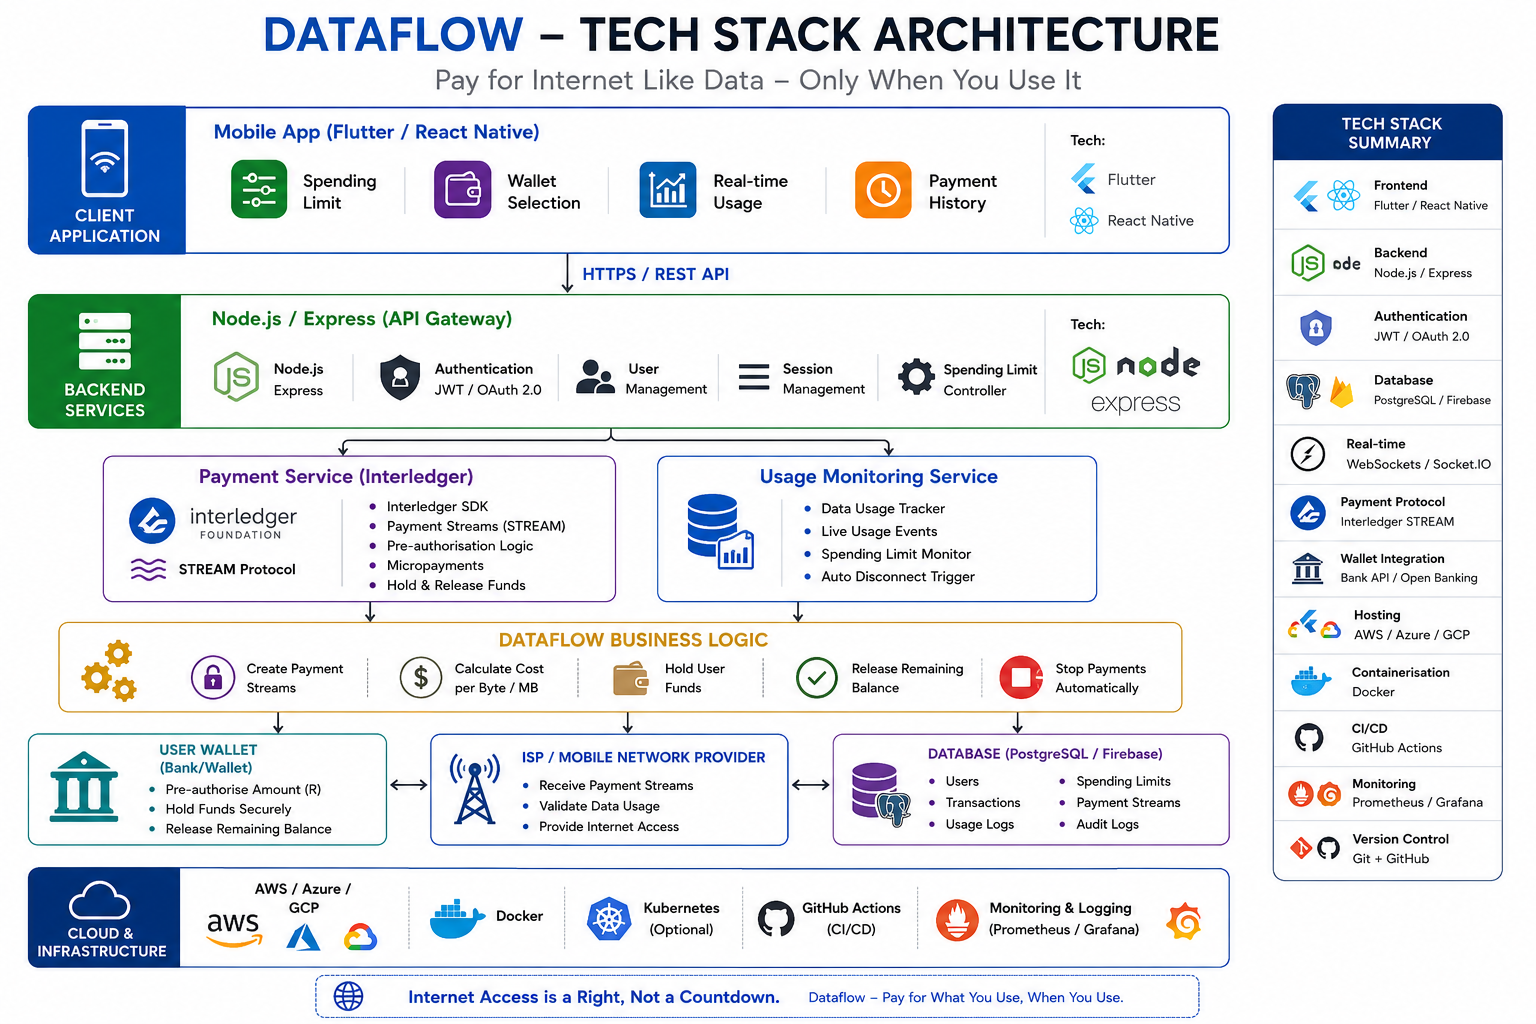 DATAFLOW – TECH STACK ARCHITECTURE
Pay for Internet Like Data – Only When You Use It
CLIENT
APPLICATION
Mobile App (Flutter / React Native)
Spending
Limit
Wallet
Selection
Real-time
Usage
Payment
History
Tech:
Flutter
React Native
HTTPS / REST API
BACKEND
SERVICES
Node.js / Express (API Gateway)
JS
Node.js
Express
Authentication
JWT / OAuth 2.0
User
Management
Session
Management
Spending Limit
Controller
Tech:
JS
node
express
Payment Service (Interledger)
interledger
FOUNDATION
STREAM Protocol
• Interledger SDK
• Payment Streams (STREAM)
• Pre-authorisation Logic
• Micropayments
• Hold & Release Funds
Usage Monitoring Service
• Data Usage Tracker
• Live Usage Events
• Spending Limit Monitor
• Auto Disconnect Trigger
DATAFLOW BUSINESS LOGIC
Create Payment
Streams
$
Calculate Cost
per Byte / MB
Hold User
Funds
Release Remaining
Balance
Stop Payments
Automatically
USER WALLET
(Bank/Wallet)
• Pre-authorise Amount (R)
• Hold Funds Securely
• Release Remaining Balance
ISP / MOBILE NETWORK PROVIDER
• Receive Payment Streams
• Validate Data Usage
• Provide Internet Access
DATABASE (PostgreSQL / Firebase)
• Users
• Transactions
• Usage Logs
• Spending Limits
• Payment Streams
• Audit Logs
CLOUD &
INFRASTRUCTURE
AWS / Azure /
GCP
aws
Docker
Kubernetes
(Optional)
GitHub Actions
(CI/CD)
Monitoring & Logging
(Prometheus / Grafana)
Internet Access is a Right, Not a Countdown.
Dataflow – Pay for What You Use, When You Use.
TECH STACK
SUMMARY
Frontend
Flutter / React Native
JS
ode
Backend
Node.js / Express
Authentication
JWT / OAuth 2.0
Database
PostgreSQL / Firebase
Real-time
WebSockets / Socket.IO
Payment Protocol
Interledger STREAM
Wallet Integration
Bank API / Open Banking
Hosting
AWS / Azure / GCP
Containerisation
Docker
CI/CD
GitHub Actions
Monitoring
Prometheus / Grafana
Version Control
Git + GitHub